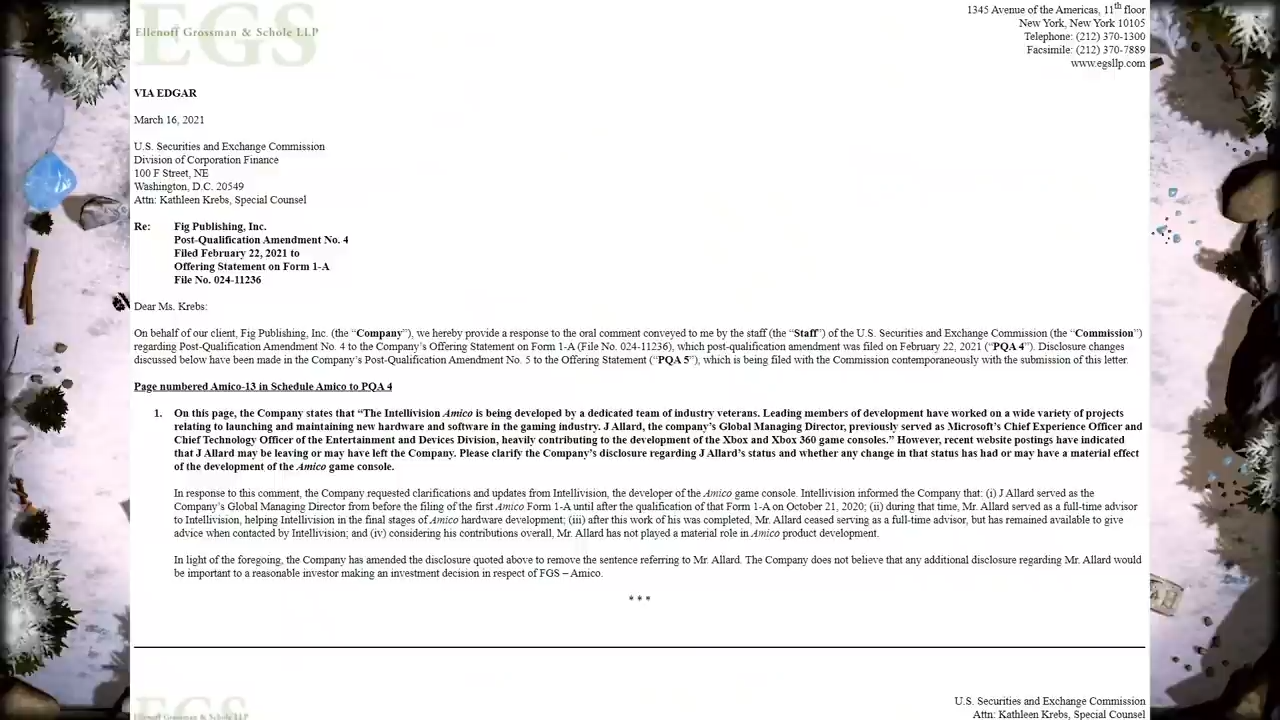 EGS
Ellenoff Grossman & Schole LLP
1345 Avenue of the Americas, 11th floor
New York, New York 10105
Telephone: (212) 370-1300
Facsimile: (212) 370-7889
www.egsllp.com
VIA EDGAR
March 16, 2021
U.S. Securities and Exchange Commission
Division of Corporation Finance
100 F Street, NE
Washington, D.C. 20549
Attn: Kathleen Krebs, Special Counsel
Re: Fig Publishing, Inc.
Post-Qualification Amendment No. 4
Filed February 22, 2021 to
Offering Statement on Form 1-A
File No. 024-11236
Dear Ms. Krebs:
On behalf of our client, Fig Publishing, Inc. (the “Company”), we hereby provide a response to the oral comment conveyed to me by the staff (the “Staff”) of the U.S. Securities and Exchange Commission (the “Commission”)
regarding Post-Qualification Amendment No. 4 to the Company’s Offering Statement on Form 1-A (File No. 024-11236), which post-qualification amendment was filed on February 22, 2021 (“PQA 4”). Disclosure changes
discussed below have been made in the Company’s Post-Qualification Amendment No. 5 to the Offering Statement (“PQA 5”), which is being filed with the Commission contemporaneously with the submission of this letter.
Page numbered Amico-13 in Schedule Amico to PQA 4
1. On this page, the Company states that “The Intellivision Amico is being developed by a dedicated team of industry veterans. Leading members of development have worked on a wide variety of projects
relating to launching and maintaining new hardware and software in the gaming industry. J Allard, the company’s Global Managing Director, previously served as Microsoft’s Chief Experience Officer and
Chief Technology Officer of the Entertainment and Devices Division, heavily contributing to the development of the Xbox and Xbox 360 game consoles.” However, recent website postings have indicated
that J Allard may be leaving or may have left the Company. Please clarify the Company’s disclosure regarding J Allard’s status and whether any change in that status has had or may have a material effect
of the development of the Amico game console.
In response to this comment, the Company requested clarifications and updates from Intellivision, the developer of the Amico game console. Intellivision informed the Company that: (i) J Allard served as the
Company’s Global Managing Director from before the filing of the first Amico Form 1-A until after the qualification of that Form 1-A on October 21, 2020; (ii) during that time, Mr. Allard served as a full-time advisor
to Intellivision, helping Intellivision in the final stages of Amico hardware development; (iii) after this work of his was completed, Mr. Allard ceased serving as a full-time advisor, but has remained available to give
advice when contacted by Intellivision; and (iv) considering his contributions overall, Mr. Allard has not played a material role in Amico product development.
In light of the foregoing, the Company has amended the disclosure quoted above to remove the sentence referring to Mr. Allard. The Company does not believe that any additional disclosure regarding Mr. Allard would
be important to a reasonable investor making an investment decision in respect of FGS – Amico.
* * *
EGS
Ellenoff Grossman & Schole LLP
U.S. Securities and Exchange Commission
Attn: Kathleen Krebs, Special Counsel